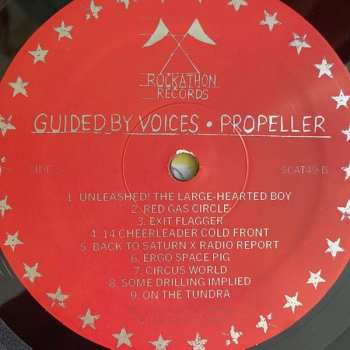 ROCKATHON
RECORDS
GUIDED BY VOICES • PROPELLER
SCAT49-B
1. UNLEASHED! THE LARGE-HEARTED BOY
2. RED GAS CIRCLE
3. EXIT FLAGGER
4. 14 CHEERLEADER COLD FRONT
5. BACK TO SATURN X RADIO REPORT
6. ERGO SPACE PIG
7. CIRCUS WORLD
8. SOME DRILLING IMPLIED
9. ON THE TUNDRA